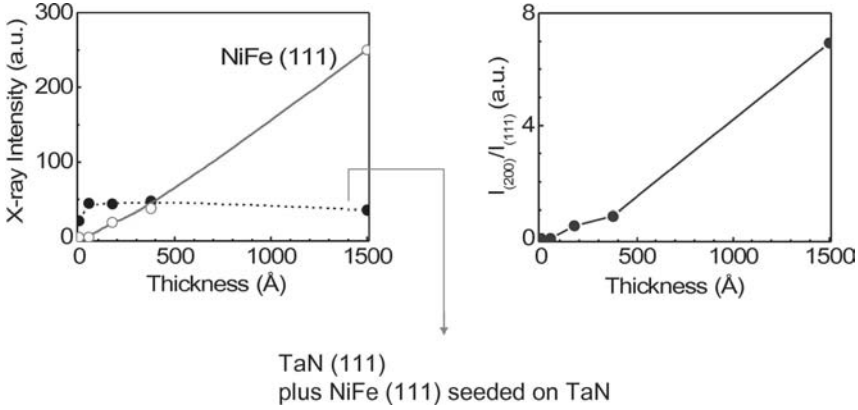 300
200
100
0
X-ray Intensity (a.u.)
NiFe (111)
0 500 1000 1500
Thickness (Å)
8
4
0
I(200)/I(111) (a.u.)
0 500 1000 1500
Thickness (Å)
TaN (111)
plus NiFe (111) seeded on TaN